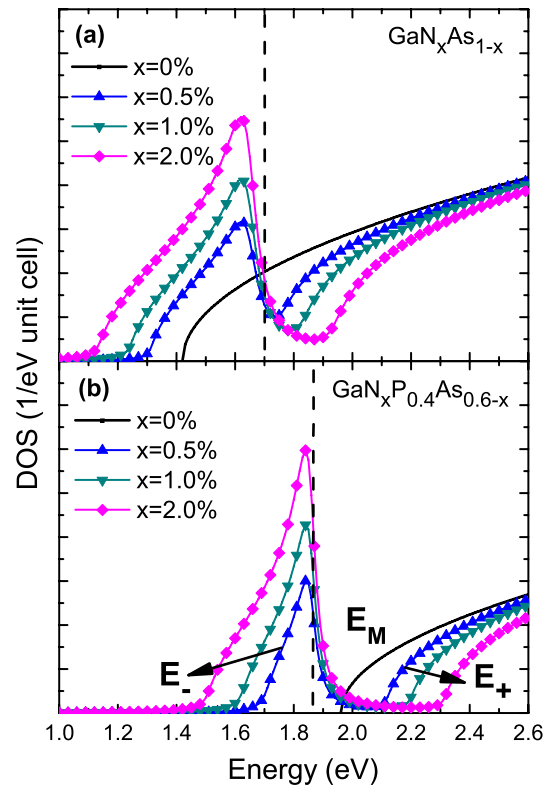 (a)
GaNₓAs₁₋ₓ
x=0%
x=0.5%
x=1.0%
x=2.0%
(b)
GaNₓP₀.₄As₀.₆₋ₓ
x=0%
x=0.5%
x=1.0%
x=2.0%
E_M
E₋
E₊
DOS (1/eV unit cell)
1.0 1.2 1.4 1.6 1.8 2.0 2.2 2.4 2.6
Energy (eV)